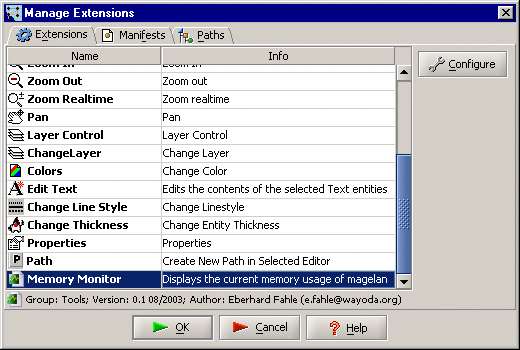 Manage Extensions
Extensions Manifests Paths
Name Info
Zoom In Zoom In
Zoom Out Zoom out
Zoom Realtime Zoom realtime
Pan Pan
Layer Control Layer Control
ChangeLayer Change Layer
Colors Change Color
Edit Text Edits the contents of the selected Text entities
Change Line Style Change Linestyle
Change Thickness Change Entity Thickness
Properties Properties
P Path Create New Path in Selected Editor
Memory Monitor Displays the current memory usage of magelan
Configure
Group: Tools; Version: 0.1 08/2003; Author: Eberhard Fahle (e.fahle@wayoda.org)
OK Cancel Help